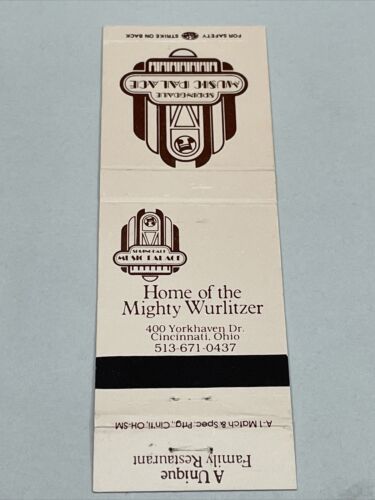 FOR SAFETY STRIKE ON BACK
SPRINGDALE
MUSIC PALACE
SPRINGDALE
MUSIC PALACE
Home of the
Mighty Wurlitzer
400 Yorkhaven Dr.
Cincinnati, Ohio
513-671-0437
A-1 Match & Spec. Prtg., Cin'ti, OH-SM
A Unique
Family Restaurant